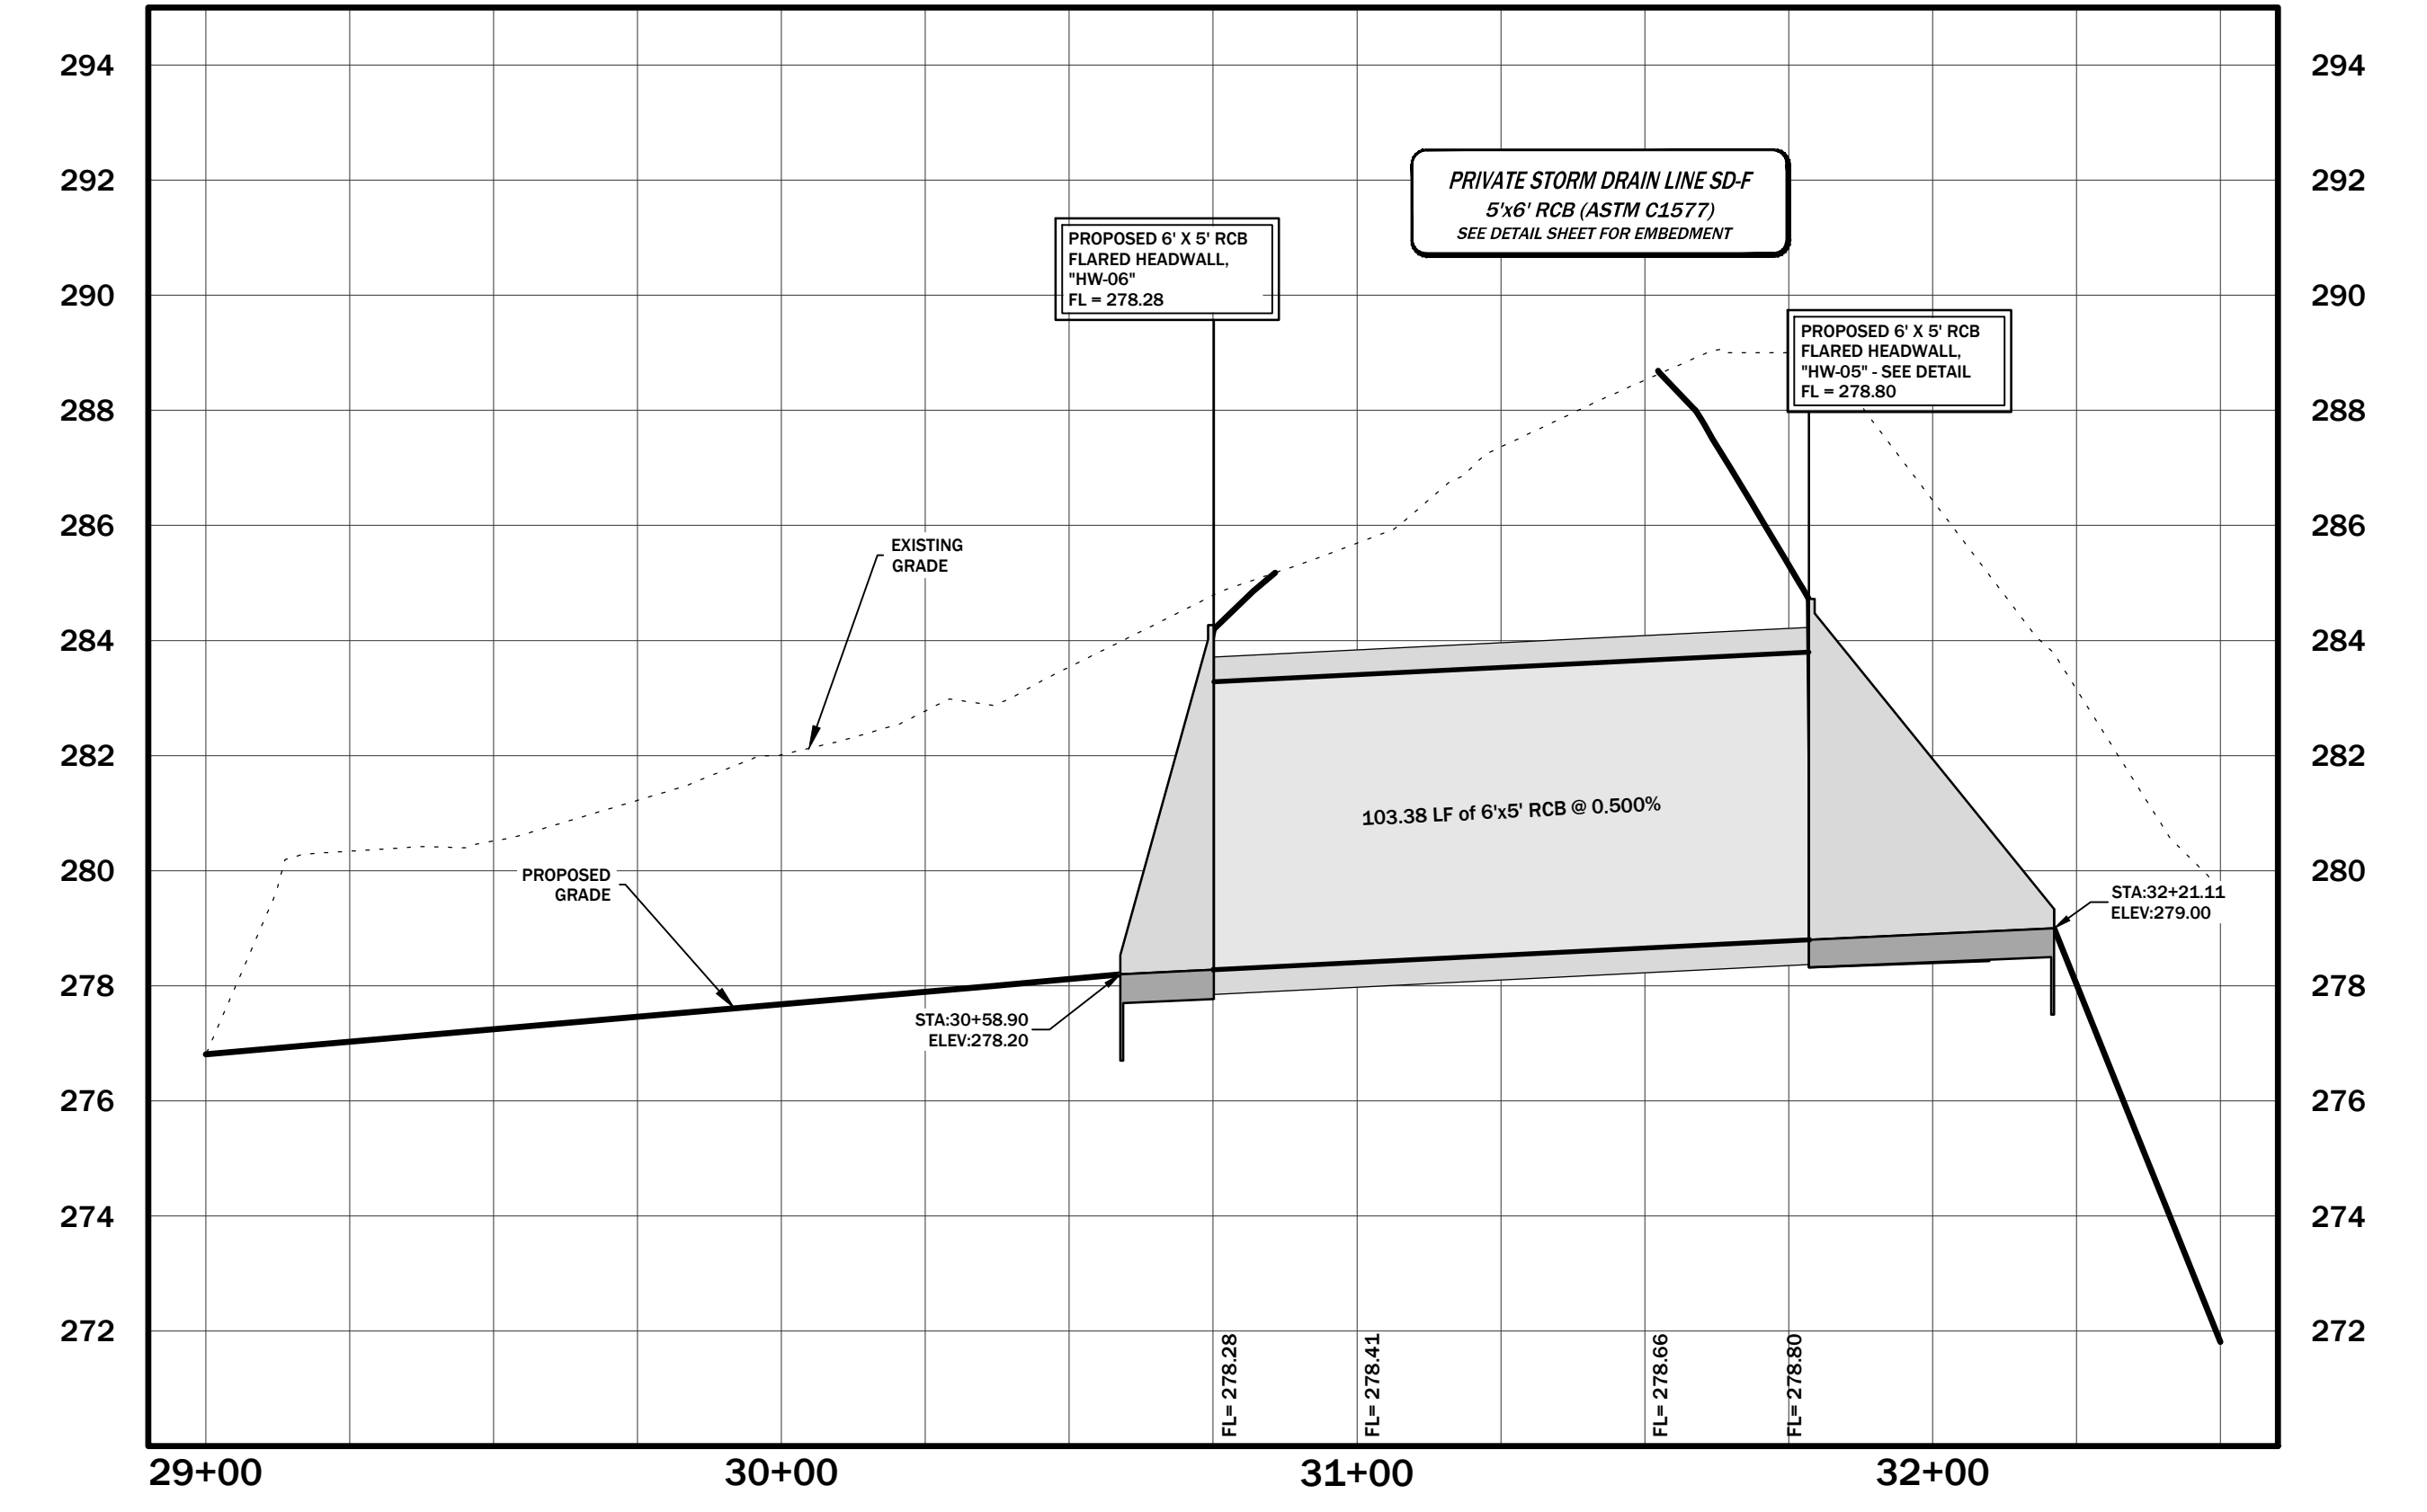 294
294
292
292
PRIVATE STORM DRAIN LINE SD-F
5'x6' RCB (ASTM C1577)
SEE DETAIL SHEET FOR EMBEDMENT
PROPOSED 6' X 5' RCB
FLARED HEADWALL,
"HW-06"
FL = 278.28
290
290
PROPOSED 6' X 5' RCB
FLARED HEADWALL,
"HW-05" - SEE DETAIL
FL = 278.80
288
288
286
286
EXISTING
GRADE
284
284
282
282
103.38 LF of 6'x5' RCB @ 0.500%
280
280
PROPOSED
GRADE
STA:32+21.11
ELEV:279.00
278
278
STA:30+58.90
ELEV:278.20
276
276
274
274
272
272
FL= 278.28
FL= 278.41
FL= 278.66
FL= 278.80
29+00
30+00
31+00
32+00